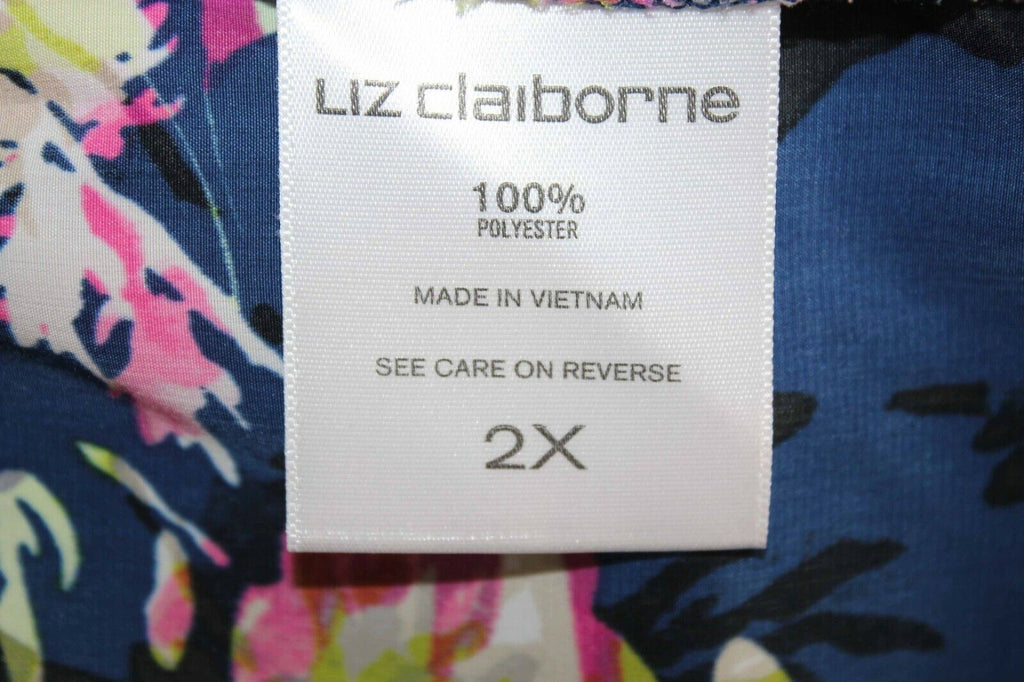 LIZ claiborne
100%
POLYESTER
MADE IN VIETNAM
SEE CARE ON REVERSE
2X